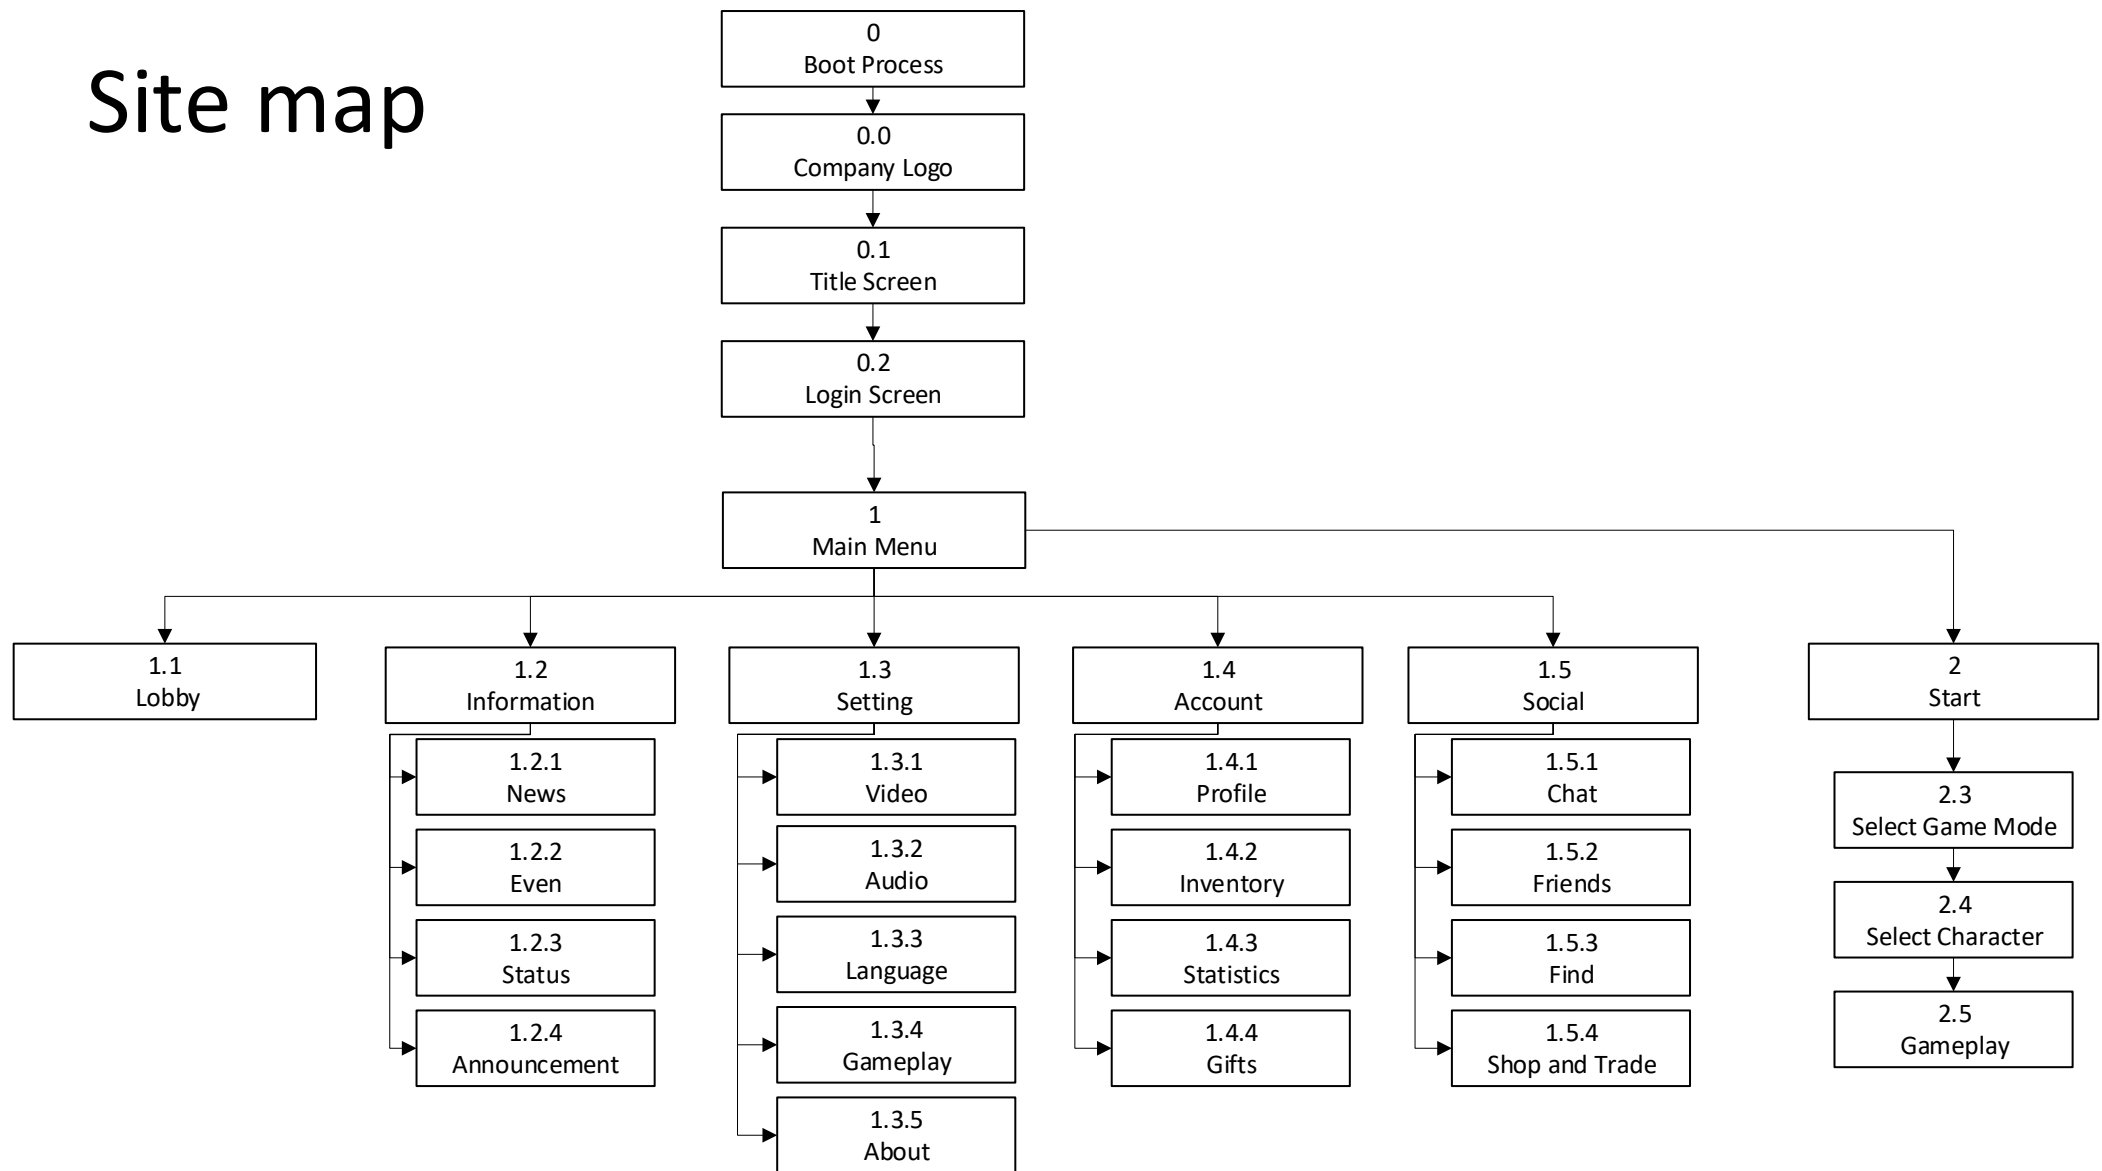 Site map
0
Boot Process
0.0
Company Logo
0.1
Title Screen
0.2
Login Screen
1
Main Menu
1.1
Lobby
1.2
Information
1.2.1
News
1.2.2
Even
1.2.3
Status
1.2.4
Announcement
1.3
Setting
1.3.1
Video
1.3.2
Audio
1.3.3
Language
1.3.4
Gameplay
1.3.5
About
1.4
Account
1.4.1
Profile
1.4.2
Inventory
1.4.3
Statistics
1.4.4
Gifts
1.5
Social
1.5.1
Chat
1.5.2
Friends
1.5.3
Find
1.5.4
Shop and Trade
2
Start
2.3
Select Game Mode
2.4
Select Character
2.5
Gameplay